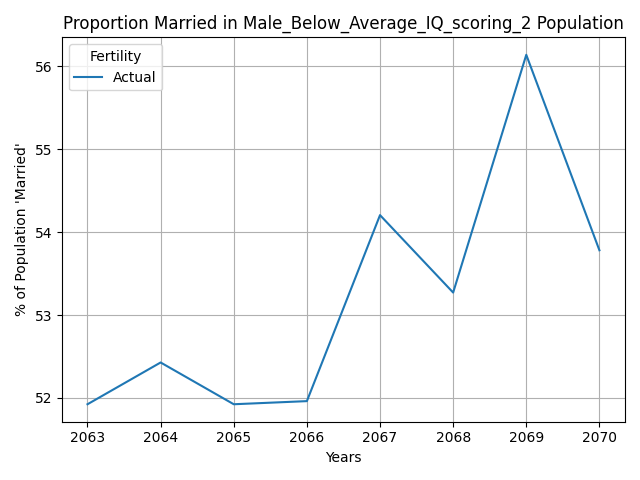 Proportion Married in Male_Below_Average_IQ_scoring_2 Population
Fertility
Actual
% of Population 'Married'
56
55
54
53
52
2063 2064 2065 2066 2067 2068 2069 2070
Years